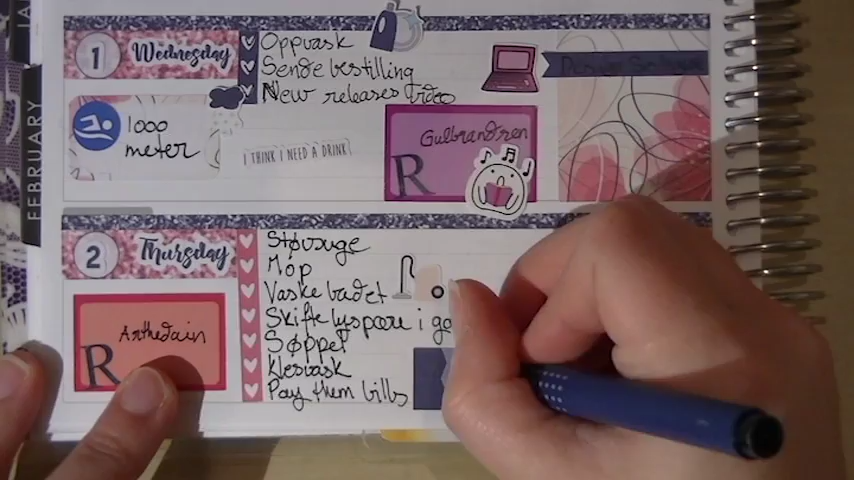 FEBRUARY
1 Wednesday
Oppvask
Sende bestilling
New releases video
1000
meter
I THINK I NEED A DRINK
Gulbrandsen
R
2 Thursday
Støvsuge
Mop
Vaske badet
Skifte lyspære i
Søppel
Klesvask
Pay them bills
Arthedain
R